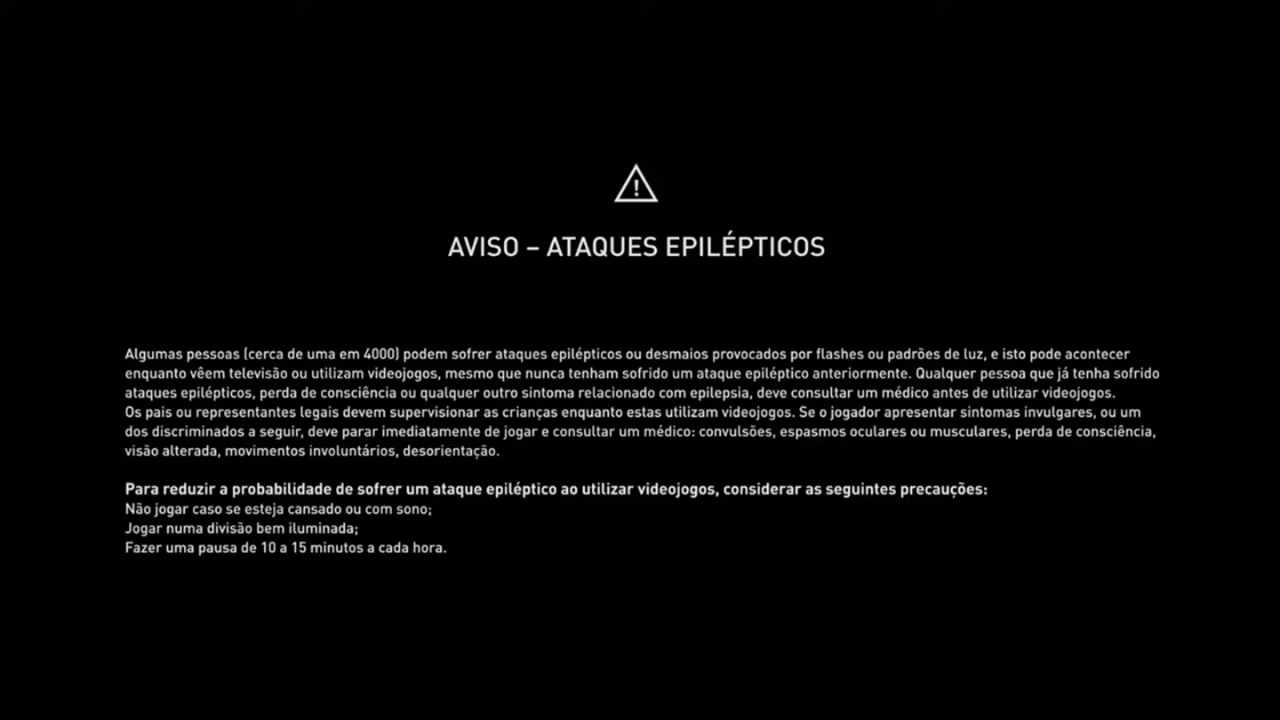 AVISO – ATAQUES EPILÉPTICOS
Algumas pessoas (cerca de uma em 4000) podem sofrer ataques epilépticos ou desmaios provocados por flashes ou padrões de luz, e isto pode acontecer
enquanto vêem televisão ou utilizam videojogos, mesmo que nunca tenham sofrido um ataque epiléptico anteriormente. Qualquer pessoa que já tenha sofrido
ataques epilépticos, perda de consciência ou qualquer outro sintoma relacionado com epilepsia, deve consultar um médico antes de utilizar videojogos.
Os pais ou representantes legais devem supervisionar as crianças enquanto estas utilizam videojogos. Se o jogador apresentar sintomas invulgares, ou um
dos discriminados a seguir, deve parar imediatamente de jogar e consultar um médico: convulsões, espasmos oculares ou musculares, perda de consciência,
visão alterada, movimentos involuntários, desorientação.
Para reduzir a probabilidade de sofrer um ataque epiléptico ao utilizar videojogos, considerar as seguintes precauções:
Não jogar caso se esteja cansado ou com sono;
Jogar numa divisão bem iluminada;
Fazer uma pausa de 10 a 15 minutos a cada hora.